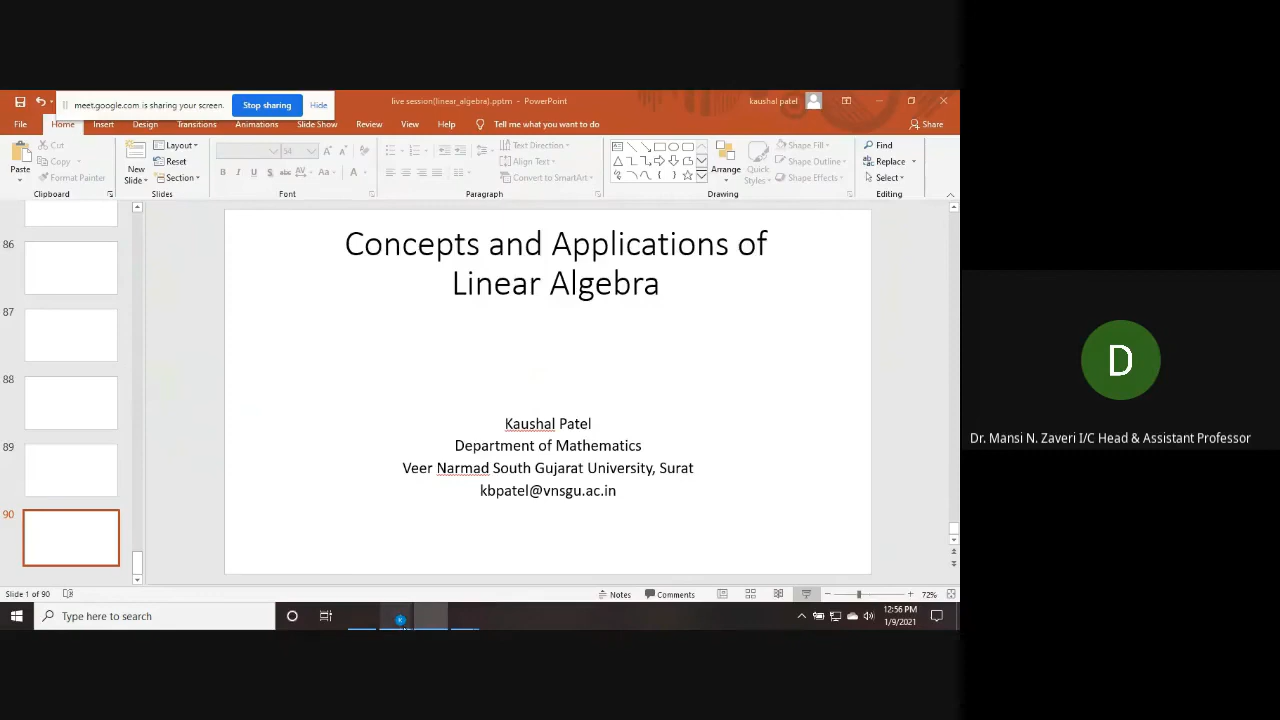 meet.google.com is sharing your screen. Stop sharing Hide
live session(linear_algebra).pptm - PowerPoint
kaushal patel
File Home Insert Design Transitions Animations Slide Show Review View Help Tell me what you want to do Share
Paste
Cut
Copy
Format Painter
Clipboard
New Slide
Layout
Reset
Section
Slides
54
Font
Text Direction
Align Text
Convert to SmartArt
Paragraph
Arrange
Quick Styles
Shape Fill
Shape Outline
Shape Effects
Drawing
Find
Replace
Select
Editing
86
87
88
89
90
Concepts and Applications of
Linear Algebra
Kaushal Patel
Department of Mathematics
Veer Narmad South Gujarat University, Surat
kbpatel@vnsgu.ac.in
D
Dr. Mansi N. Zaveri I/C Head & Assistant Professor
Slide 1 of 90
Notes Comments 72%
Type here to search
12:56 PM
1/9/2021